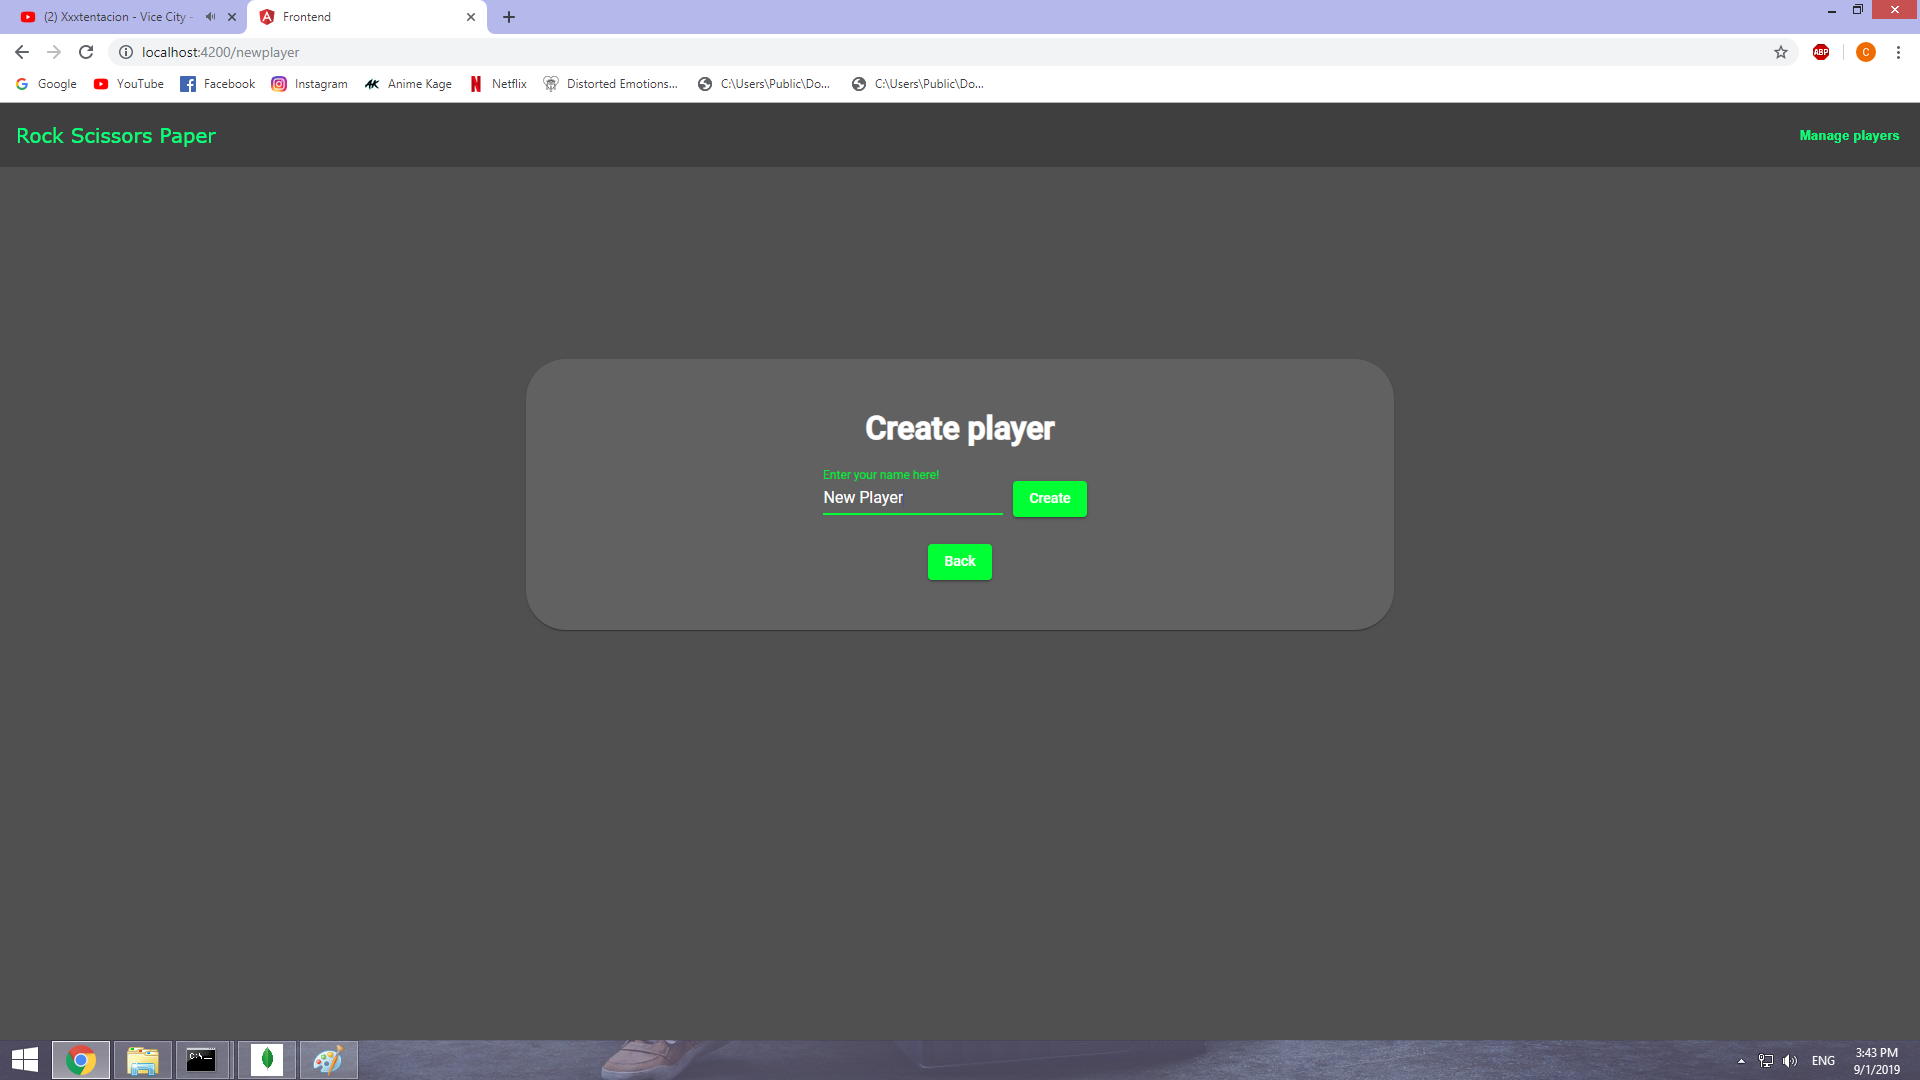 (2) Xxxtentacion - Vice City -
Frontend
localhost:4200/newplayer
ABP
C
Google
YouTube
Facebook
Instagram
Anime Kage
Netflix
Distorted Emotions...
C:\Users\Public\Do...
C:\Users\Public\Do...
Rock Scissors Paper
Manage players
Create player
Enter your name here!
New Player
Create
Back
C:\.
ENG
3:43 PM
9/1/2019